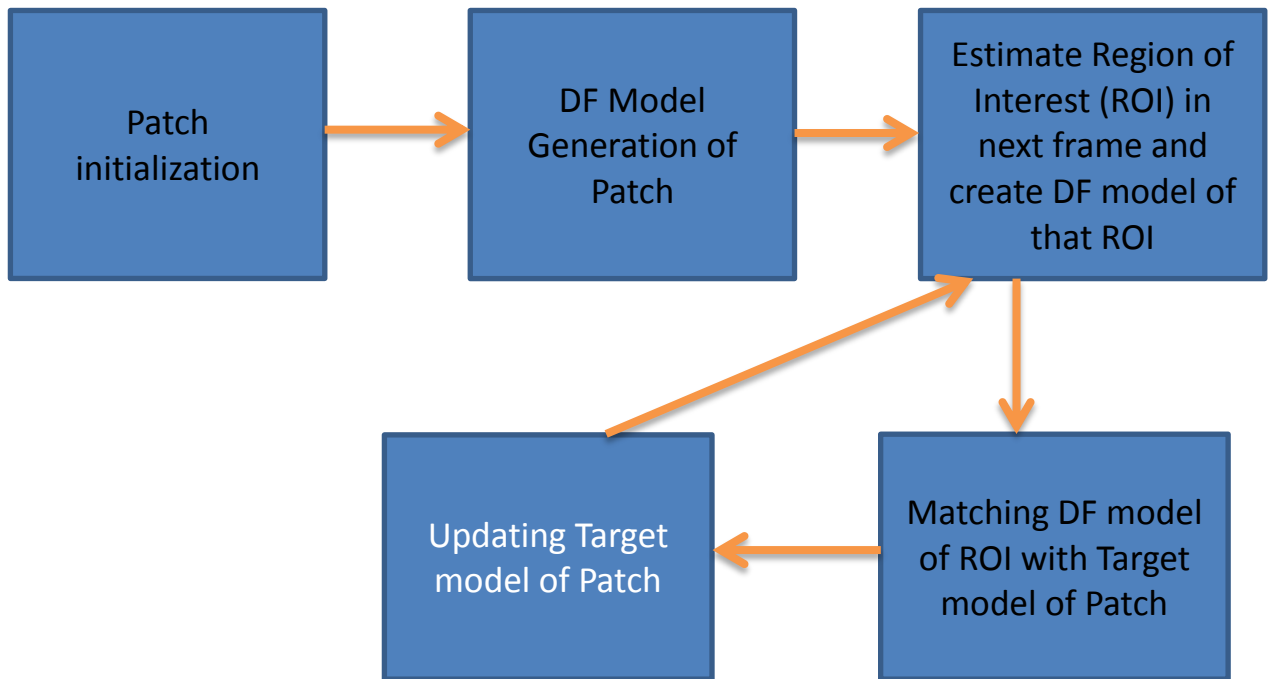 Patch
initialization
DF Model
Generation of
Patch
Estimate Region of
Interest (ROI) in
next frame and
create DF model of
that ROI
Updating Target
model of Patch
Matching DF model
of ROI with Target
model of Patch